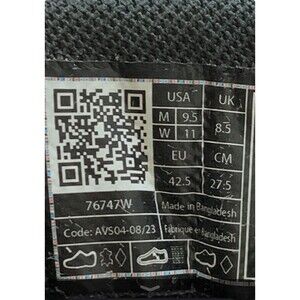 USA UK
M 9.5
W 11
8.5
EU CM
42.5 27.5
76747W
Made in Bangladesh
Code: AVS04-08/23
Fabriqué en Bangladesh